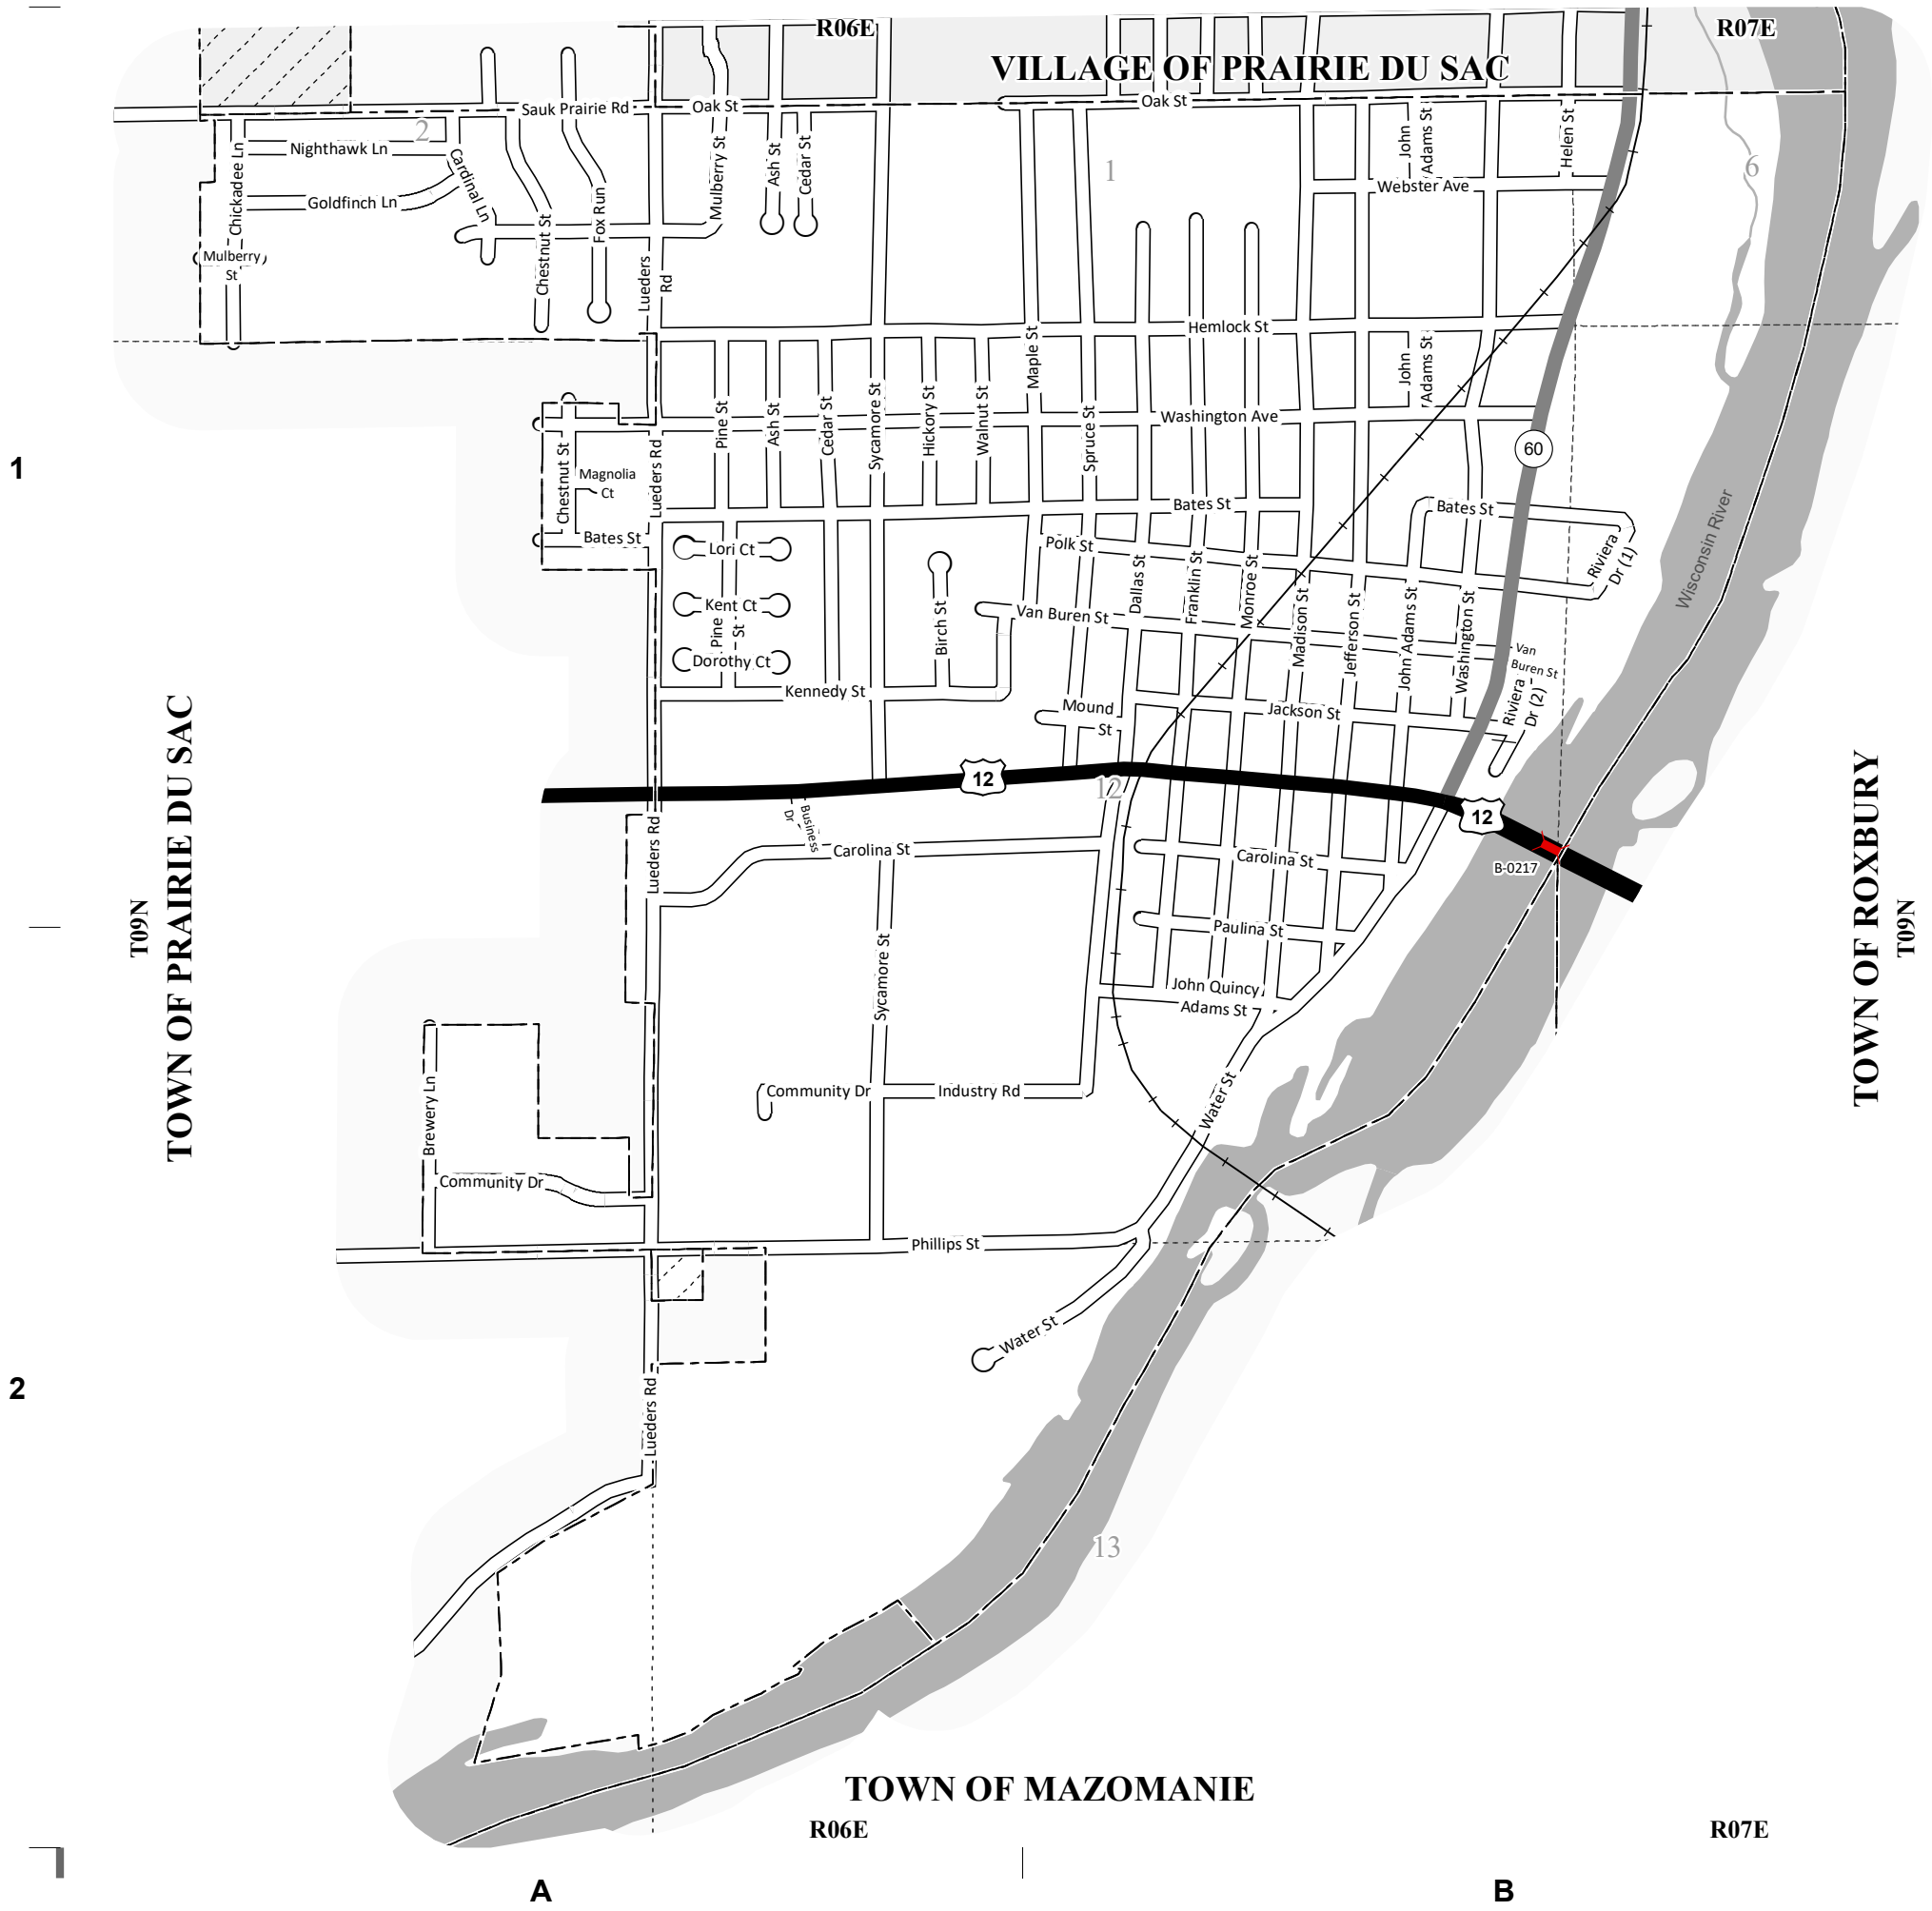 R06E
R07E
VILLAGE OF PRAIRIE DU SAC
Sauk Prairie Rd
Oak St
Oak St
2
1
6
Nighthawk Ln
Goldfinch Ln
Chickadee Ln
Cardinal Ln
Mulberry
St
Chestnut St
Fox Run
Lueders
Rd
Mulberry St
Ash St
Cedar St
John
Adams St
Helen St
Webster Ave
Hemlock St
Maple St
John
Adams St
Pine St
Ash St
Cedar St
Sycamore St
Hickory St
Walnut St
Spruce St
Washington Ave
60
1
Chestnut St
Magnolia
Ct
Bates St
Lueders Rd
Bates St
Bates St
Riviera
Dr (1)
Wisconsin River
Lori Ct
Kent Ct
Pine
St
Dorothy Ct
Birch St
Kennedy St
Polk St
Van Buren St
Dallas St
Franklin St
Monroe St
Madison St
Jefferson St
John Adams St
Washington St
Van
Buren St
Riviera
Dr (2)
Mound
St
Jackson St
12
12
12
B-0217
Business
Dr
Lueders Rd
Carolina St
Carolina St
Paulina St
John Quincy
Adams St
Sycamore St
T09N
TOWN OF PRAIRIE DU SAC
TOWN OF ROXBURY
T09N
Brewery Ln
Community Dr
Community Dr
Industry Rd
Water St
Phillips St
Water St
2
Lueders Rd
13
TOWN OF MAZOMANIE
R06E
R07E
A
B